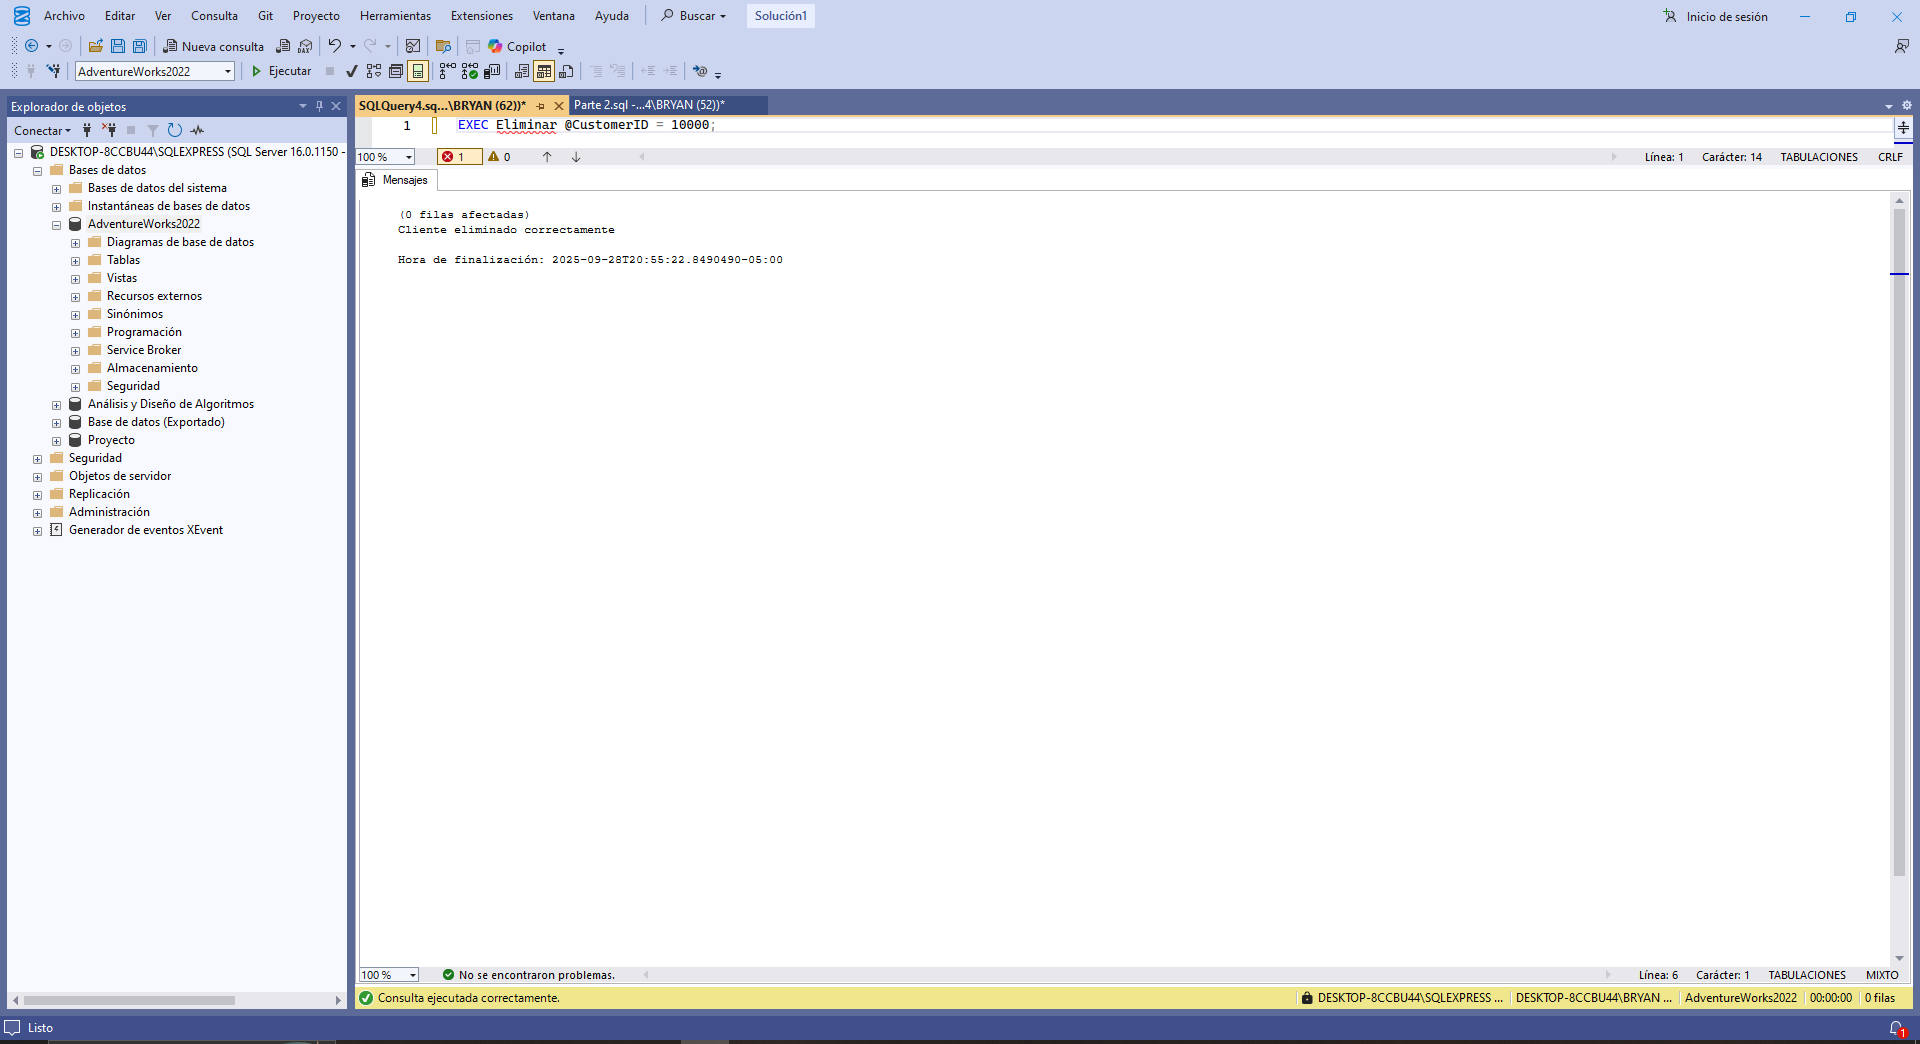 Archivo Editar Ver Consulta Git Proyecto Herramientas Extensiones Ventana Ayuda Buscar Solución1 Inicio de sesión
Nueva consulta DAX Copilot
AdventureWorks2022 Ejecutar
Explorador de objetos
Conectar
DESKTOP-8CCBU44\SQLEXPRESS (SQL Server 16.0.1150 -
Bases de datos
Bases de datos del sistema
Instantáneas de bases de datos
AdventureWorks2022
Diagramas de base de datos
Tablas
Vistas
Recursos externos
Sinónimos
Programación
Service Broker
Almacenamiento
Seguridad
Análisis y Diseño de Algoritmos
Base de datos (Exportado)
Proyecto
Seguridad
Objetos de servidor
Replicación
Administración
Generador de eventos XEvent
SQLQuery4.sq...\BRYAN (62))* Parte 2.sql -...4\BRYAN (52))*
1 EXEC Eliminar @CustomerID = 10000;
100 % 1 0 Línea: 1 Carácter: 14 TABULACIONES CRLF
Mensajes
(0 filas afectadas)
Cliente eliminado correctamente
Hora de finalización: 2025-09-28T20:55:22.8490490-05:00
100 % No se encontraron problemas. Línea: 6 Carácter: 1 TABULACIONES MIXTO
Consulta ejecutada correctamente. DESKTOP-8CCBU44\SQLEXPRESS ... DESKTOP-8CCBU44\BRYAN ... AdventureWorks2022 00:00:00 0 filas
Listo 1